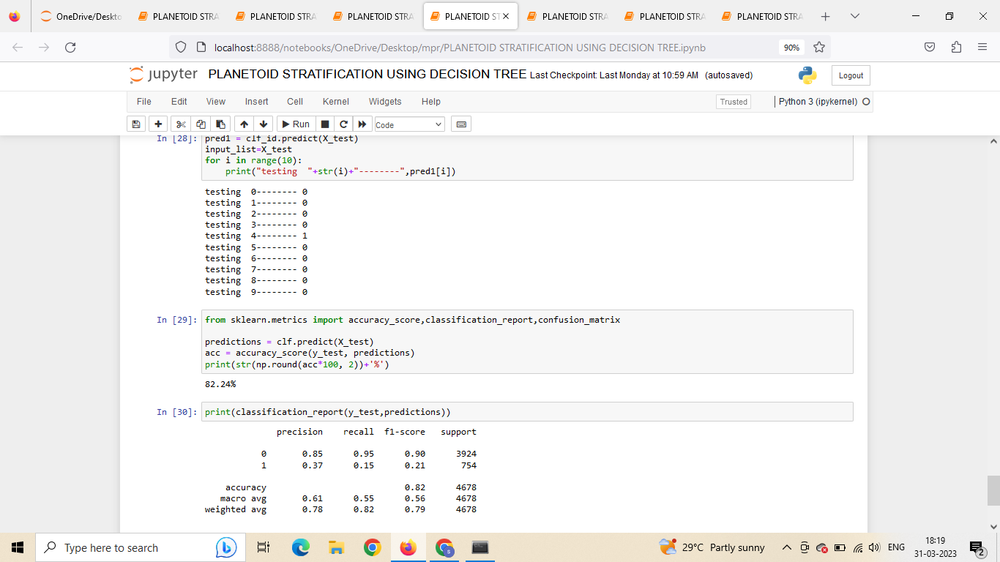 OneDrive/Deskto PLANETOID STRA PLANETOID STRA PLANETOID STRA PLANETOID ST PLANETOID STRA PLANETOID STRA PLANETOID STRA
localhost:8888/notebooks/OneDrive/Desktop/mpr/PLANETOID STRATIFICATION USING DECISION TREE.ipynb 90%
jupyter PLANETOID STRATIFICATION USING DECISION TREE Last Checkpoint: Last Monday at 10:59 AM (autosaved) Logout
File Edit View Insert Cell Kernel Widgets Help Trusted Python 3 (ipykernel)
Run Code
In [28]: pred1 = clf_id.predict(X_test)
input_list=X_test
for i in range(10):
    print("testing  "+str(i)+"--------",pred1[i])
testing  0-------- 0
testing  1-------- 0
testing  2-------- 0
testing  3-------- 0
testing  4-------- 1
testing  5-------- 0
testing  6-------- 0
testing  7-------- 0
testing  8-------- 0
testing  9-------- 0
In [29]: from sklearn.metrics import accuracy_score,classification_report,confusion_matrix
predictions = clf.predict(X_test)
acc = accuracy_score(y_test, predictions)
print(str(np.round(acc*100, 2))+'%')
82.24%
In [30]: print(classification_report(y_test,predictions))
precision recall f1-score support
0 0.85 0.95 0.90 3924
1 0.37 0.15 0.21 754
accuracy 0.82 4678
macro avg 0.61 0.55 0.56 4678
weighted avg 0.78 0.82 0.79 4678
Type here to search 29°C Partly sunny ENG 18:19
31-03-2023 2